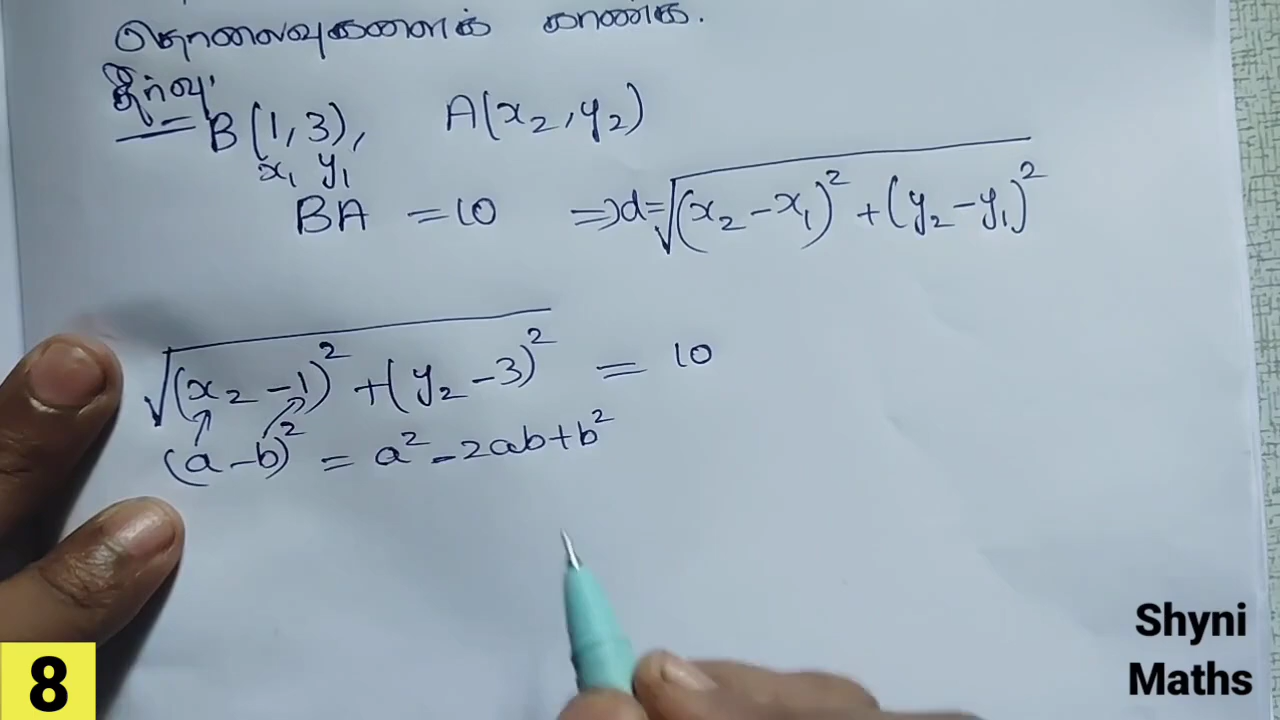 தொலைவுகளைக் காண்க.
தீர்வு:
B(1,3), A(x₂,y₂)
x₁ y₁
BA = 10 ⇒ d=√(x₂-x₁)²+(y₂-y₁)²
√(x₂-1)²+(y₂-3)² = 10
(a-b)² = a²-2ab+b²
8
Shyni
Maths